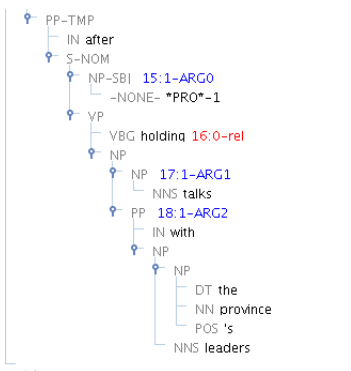 PP-TMP
IN after
S-NOM
NP-SBJ 15:1-ARG0
-NONE- *PRO*-1
VP
VBG holding 16:0-rel
NP
NP 17:1-ARG1
NNS talks
PP 18:1-ARG2
IN with
NP
NP
DT the
NN province
POS 's
NNS leaders